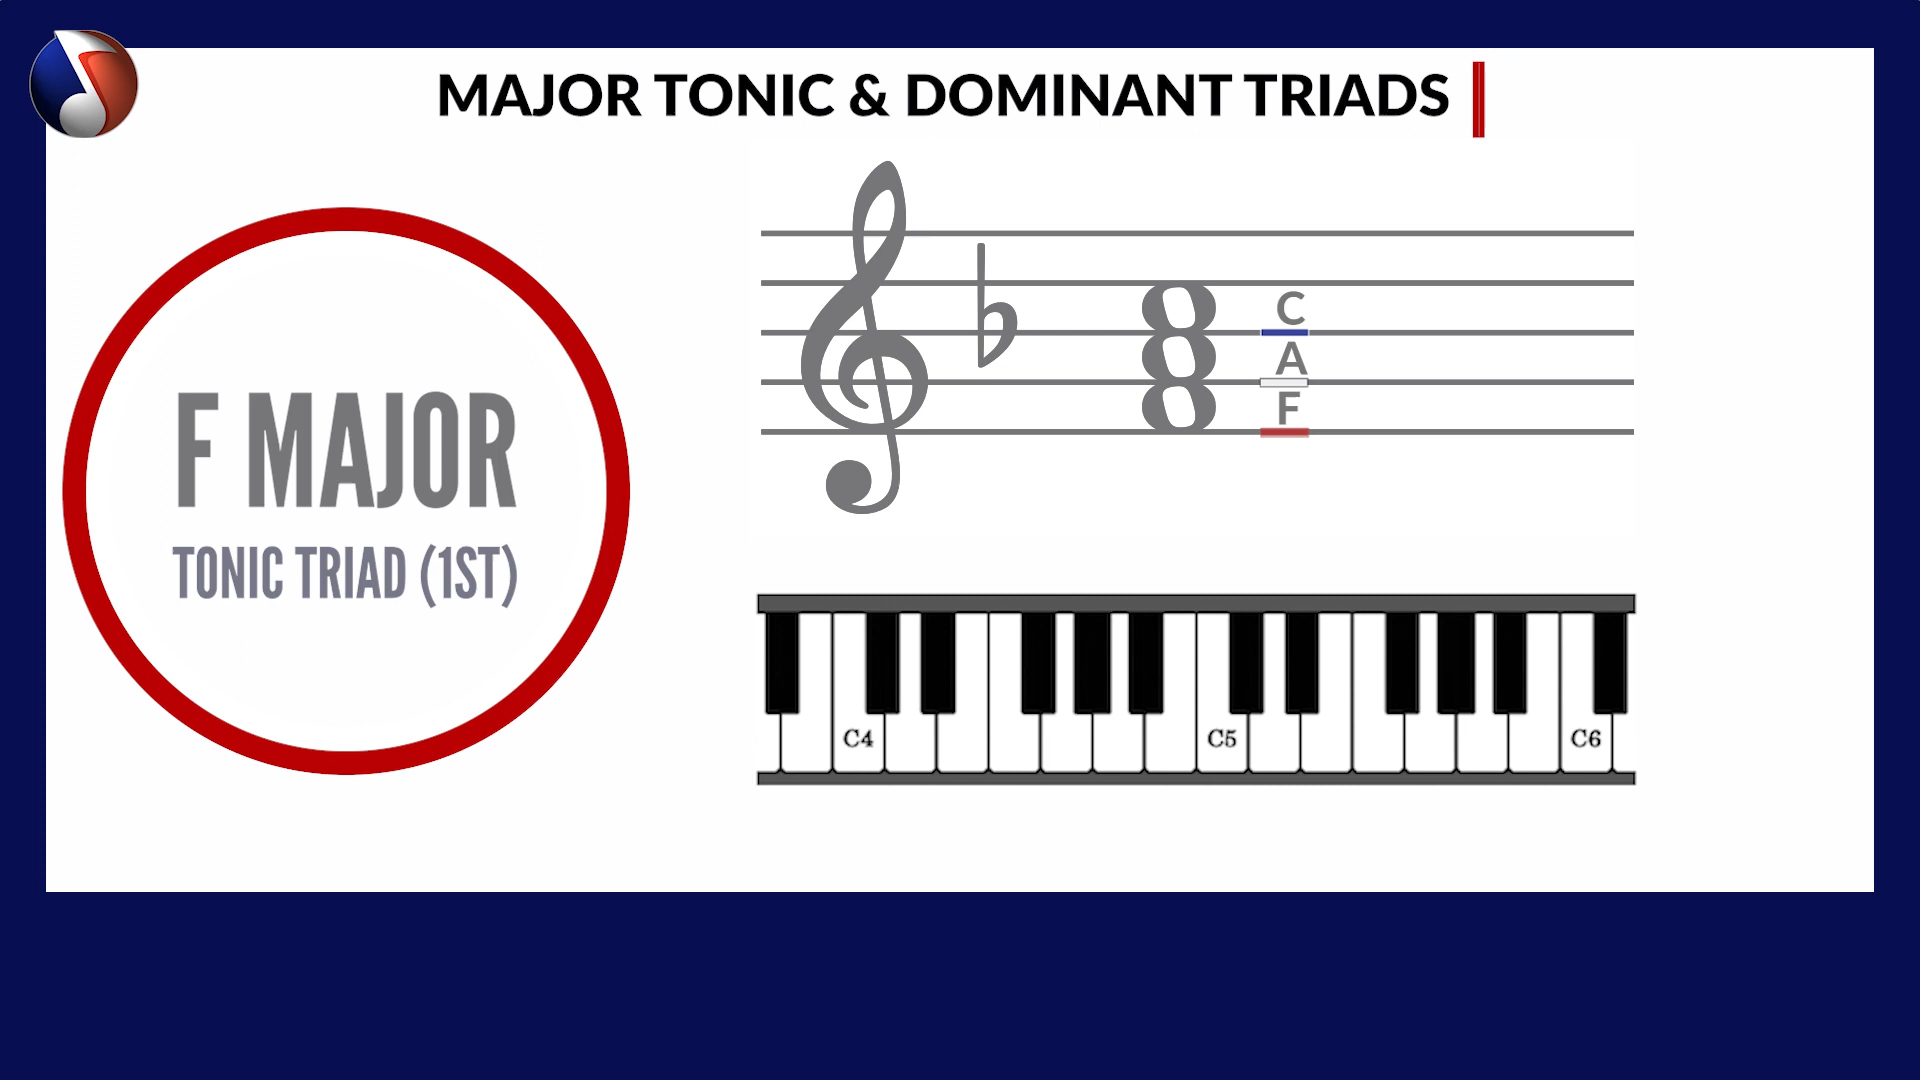 MAJOR TONIC & DOMINANT TRIADS
F MAJOR
TONIC TRIAD (1ST)
C
A
F
C4 C5 C6